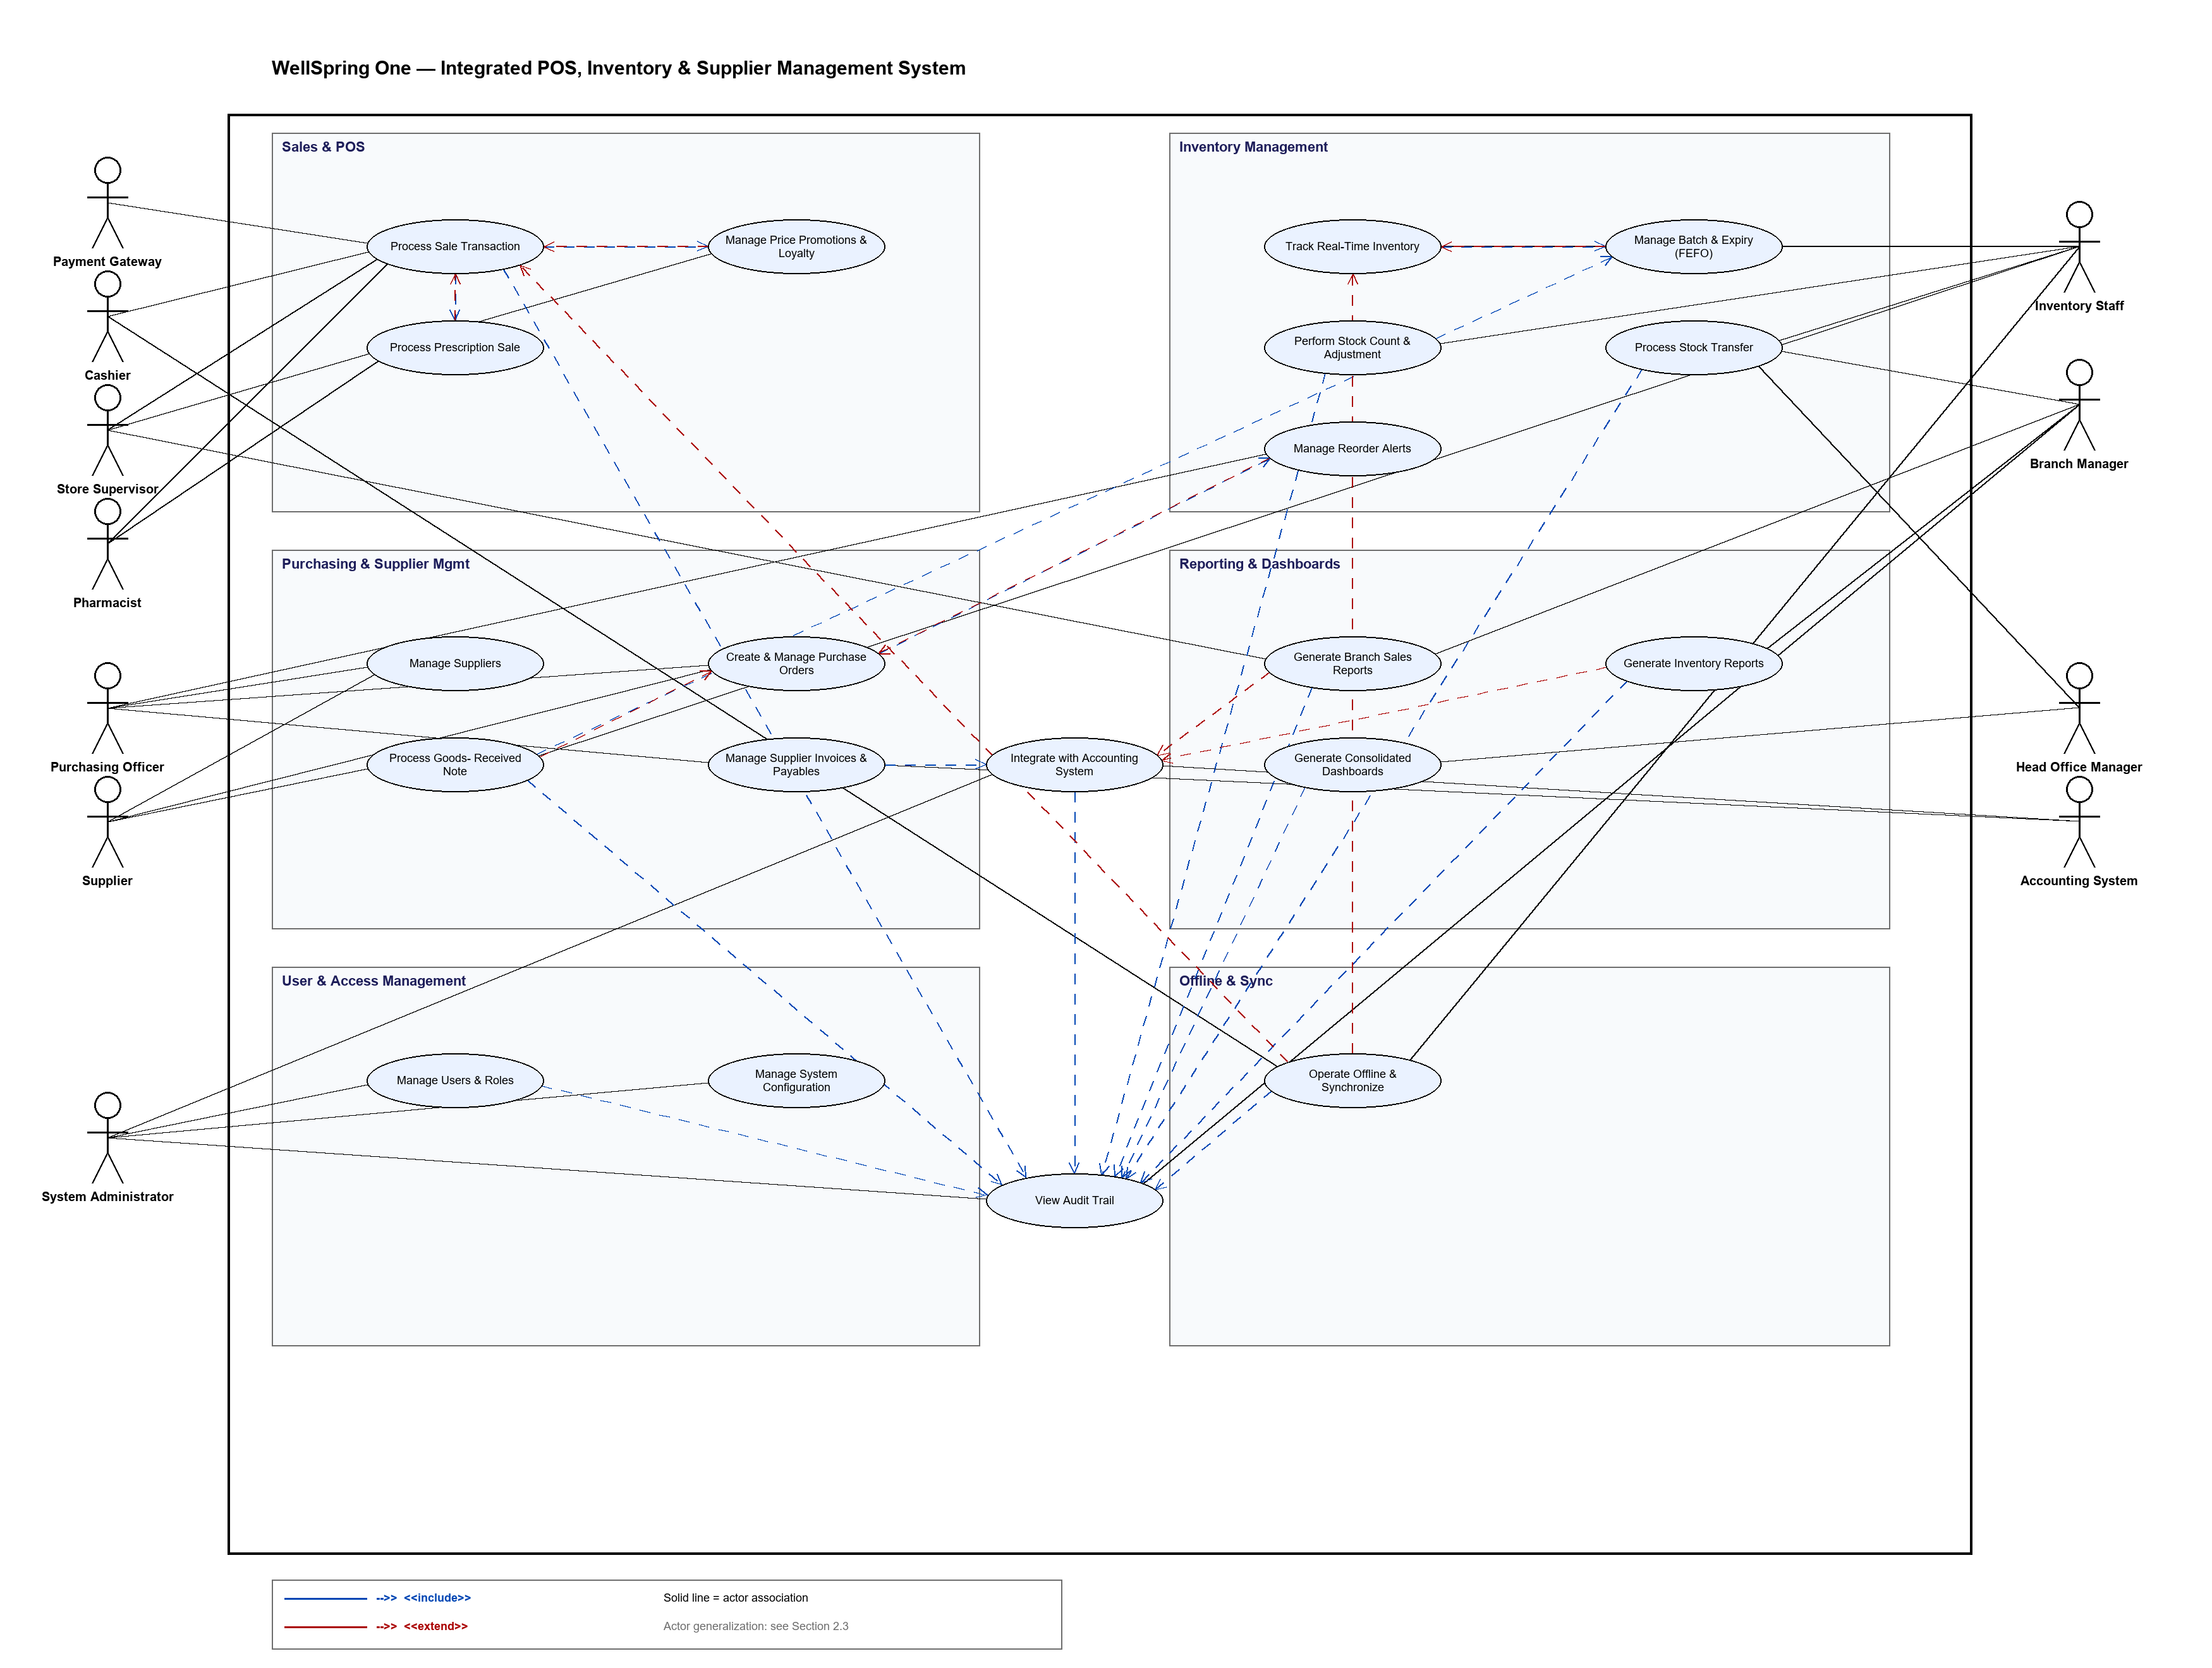 WellSpring One — Integrated POS, Inventory & Supplier Management System
Sales & POS
Inventory Management
Payment Gateway
Cashier
Store Supervisor
Pharmacist
Process Sale Transaction
Manage Price Promotions &
Loyalty
Process Prescription Sale
Track Real-Time Inventory
Manage Batch & Expiry
(FEFO)
Perform Stock Count &
Adjustment
Process Stock Transfer
Manage Reorder Alerts
Inventory Staff
Branch Manager
Purchasing & Supplier Mgmt
Reporting & Dashboards
Purchasing Officer
Supplier
Manage Suppliers
Create & Manage Purchase
Orders
Process Goods- Received
Note
Manage Supplier Invoices &
Payables
Integrate with Accounting
System
Generate Branch Sales
Reports
Generate Inventory Reports
Generate Consolidated
Dashboards
Head Office Manager
Accounting System
User & Access Management
Offline & Sync
System Administrator
Manage Users & Roles
Manage System
Configuration
Operate Offline &
Synchronize
View Audit Trail
-->> <<include>>
Solid line = actor association
-->> <<extend>>
Actor generalization: see Section 2.3